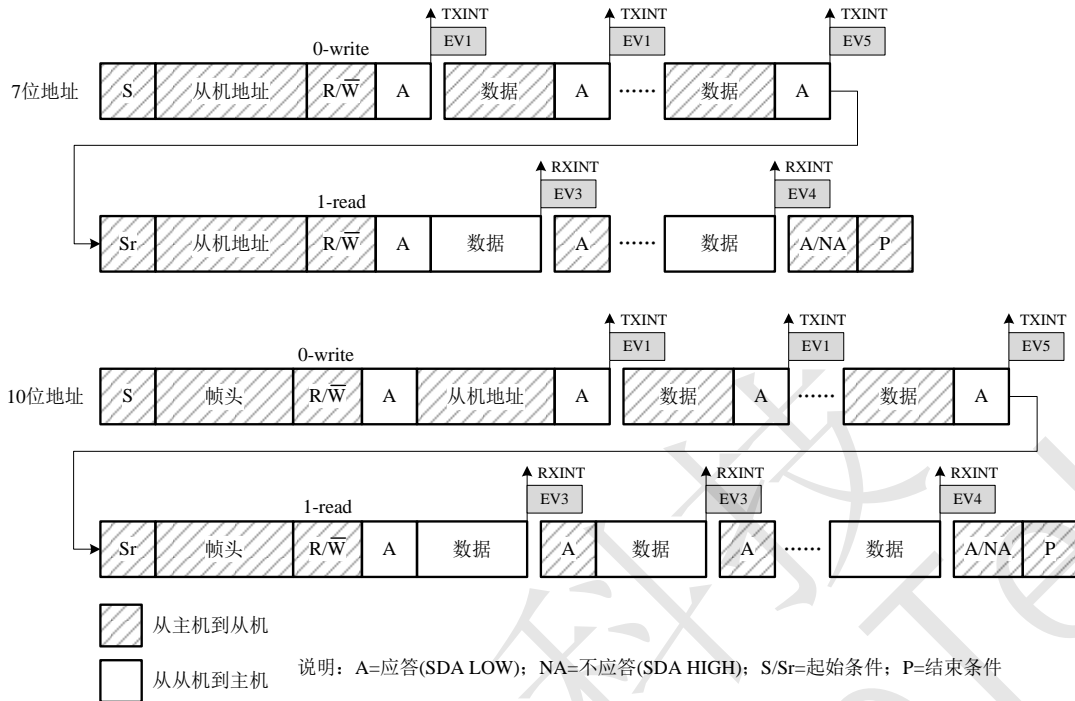 TXINT TXINT TXINT
EV1 EV1 EV5
0-write
7位地址 S 从机地址 R/W̅ A 数据 A …… 数据 A
RXINT RXINT
EV3 EV4
1-read
Sr 从机地址 R/W̅ A 数据 A …… 数据 A/NA P
TXINT TXINT TXINT
EV1 EV1 EV5
0-write
10位地址 S 帧头 R/W̅ A 从机地址 A 数据 A …… 数据 A
RXINT RXINT RXINT
EV3 EV3 EV4
1-read
Sr 帧头 R/W̅ A 数据 A 数据 A …… 数据 A/NA P
从主机到从机
从从机到主机
说明：A=应答(SDA LOW)；NA=不应答(SDA HIGH)；S/Sr=起始条件；P=结束条件
科技